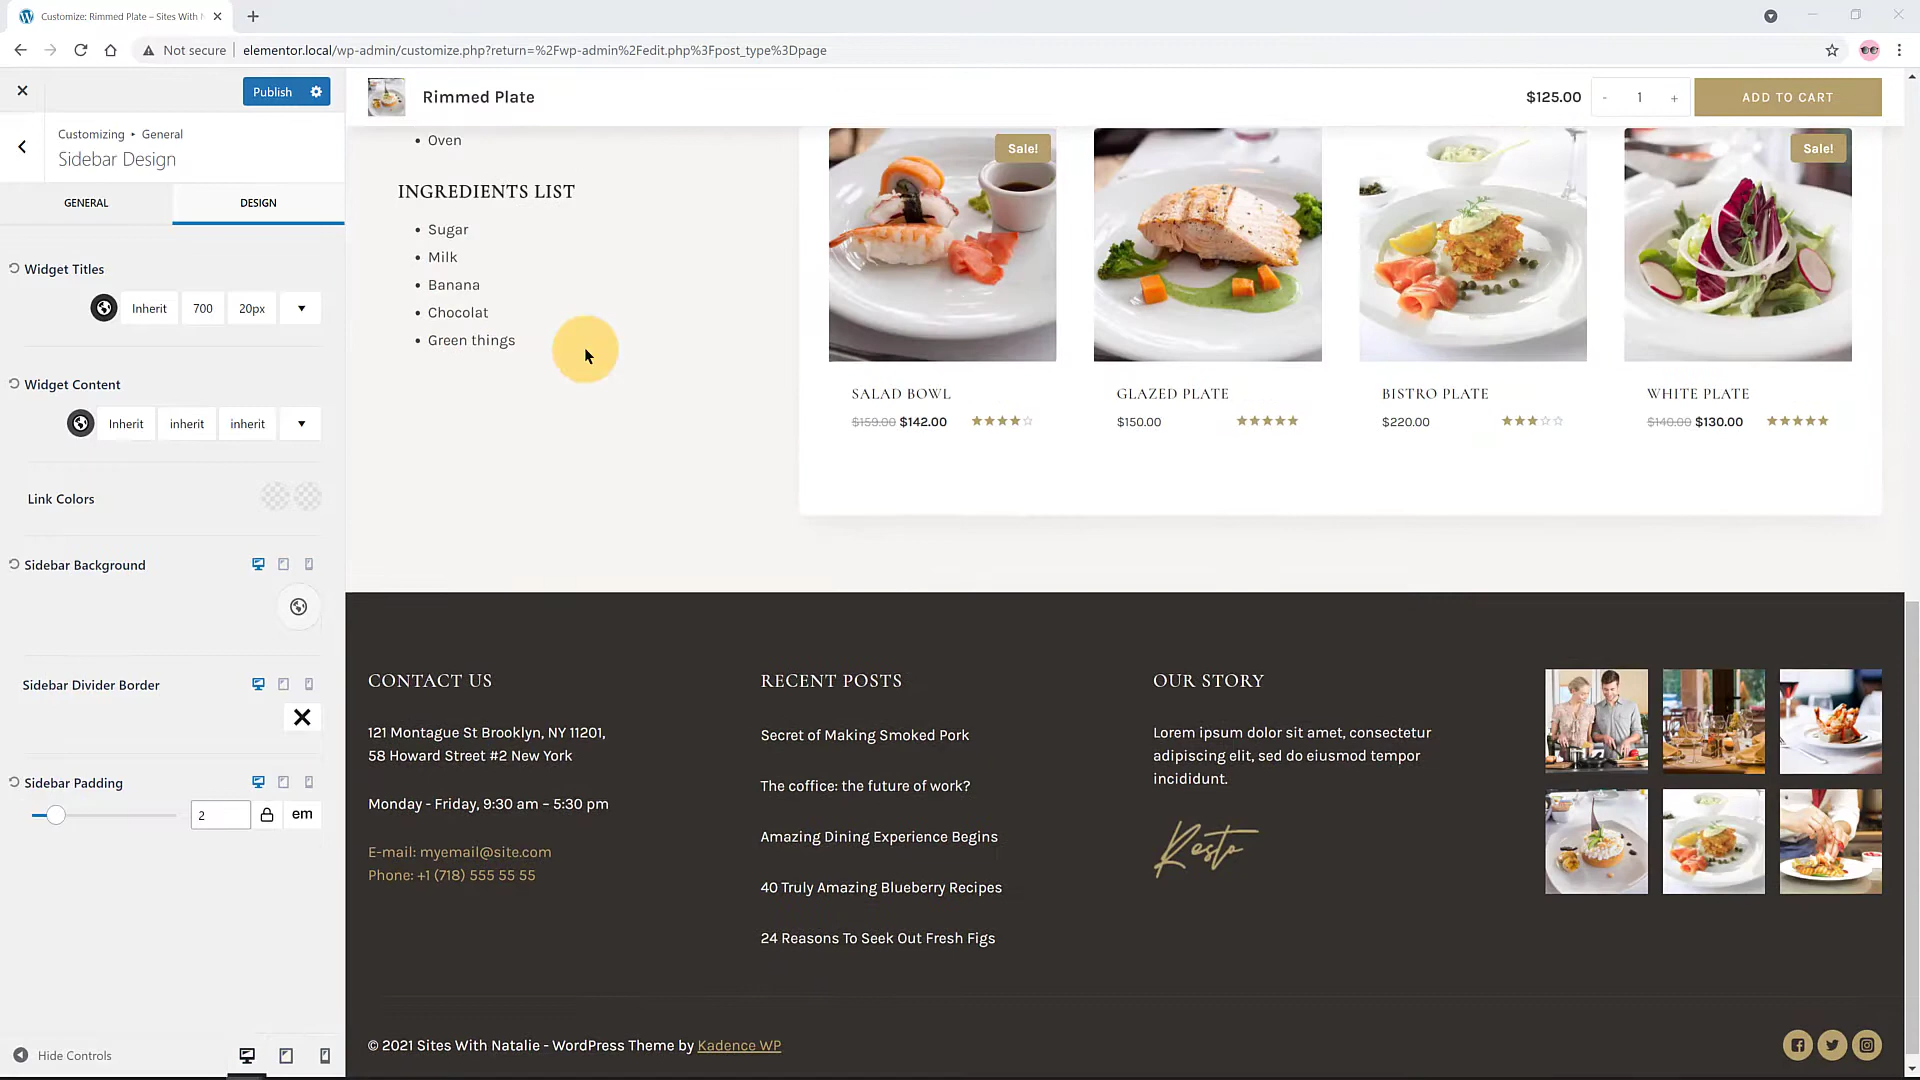 Customize: Rimmed Plate – Sites With N
Not secure
elementor.local/wp-admin/customize.php?return=%2Fwp-admin%2Fedit.php%3Fpost_type%3Dpage
Publish
Customizing ▸ General
Sidebar Design
GENERAL
DESIGN
Widget Titles
Inherit
700
20px
Widget Content
Inherit
inherit
inherit
Link Colors
Sidebar Background
Sidebar Divider Border
Sidebar Padding
2
em
Hide Controls
Rimmed Plate
$125.00
-
1
+
ADD TO CART
• Oven
INGREDIENTS LIST
• Sugar
• Milk
• Banana
• Chocolat
• Green things
Sale!
Sale!
SALAD BOWL
$159.00 $142.00
GLAZED PLATE
$150.00
BISTRO PLATE
$220.00
WHITE PLATE
$140.00 $130.00
CONTACT US
121 Montague St Brooklyn, NY 11201,
58 Howard Street #2 New York
Monday - Friday, 9:30 am – 5:30 pm
E-mail: myemail@site.com
Phone: +1 (718) 555 55 55
RECENT POSTS
Secret of Making Smoked Pork
The coffice: the future of work?
Amazing Dining Experience Begins
40 Truly Amazing Blueberry Recipes
24 Reasons To Seek Out Fresh Figs
OUR STORY
Lorem ipsum dolor sit amet, consectetur
adipiscing elit, sed do eiusmod tempor
incididunt.
Resto
© 2021 Sites With Natalie - WordPress Theme by Kadence WP